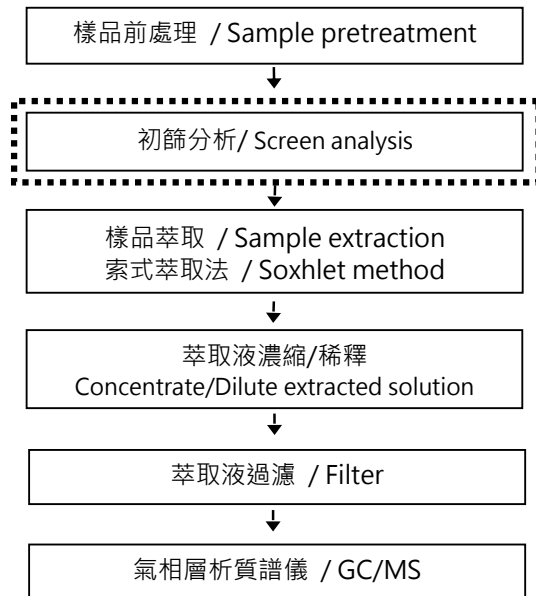 樣品前處理 / Sample pretreatment
初篩分析/ Screen analysis
樣品萃取 / Sample extraction
索式萃取法 / Soxhlet method
萃取液濃縮/稀釋
Concentrate/Dilute extracted solution
萃取液過濾 / Filter
氣相層析質譜儀 / GC/MS